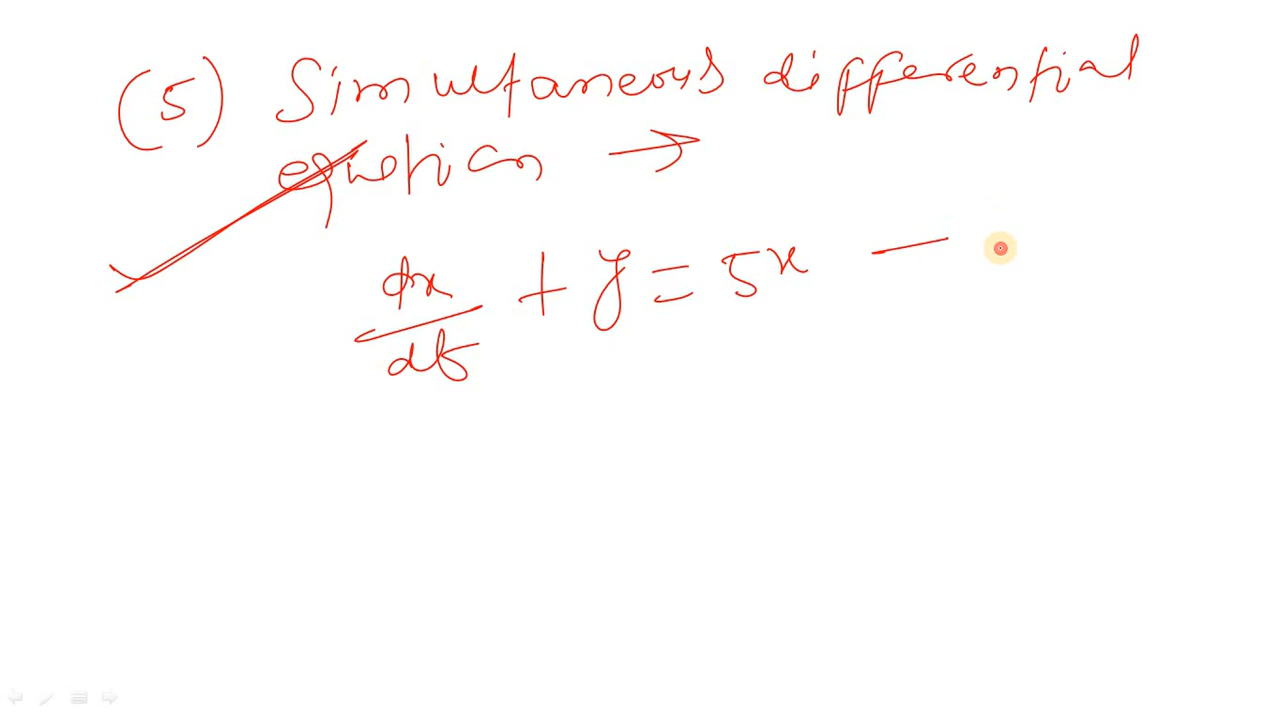 (5) Simultaneous differential
equation →
dx/dt + y = 5x —